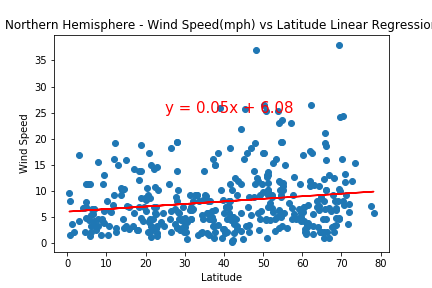 Northern Hemisphere - Wind Speed(mph) vs Latitude Linear Regression
35
30
25
20
15
10
5
0
Wind Speed
y = 0.05x + 6.08
0 10 20 30 40 50 60 70 80
Latitude